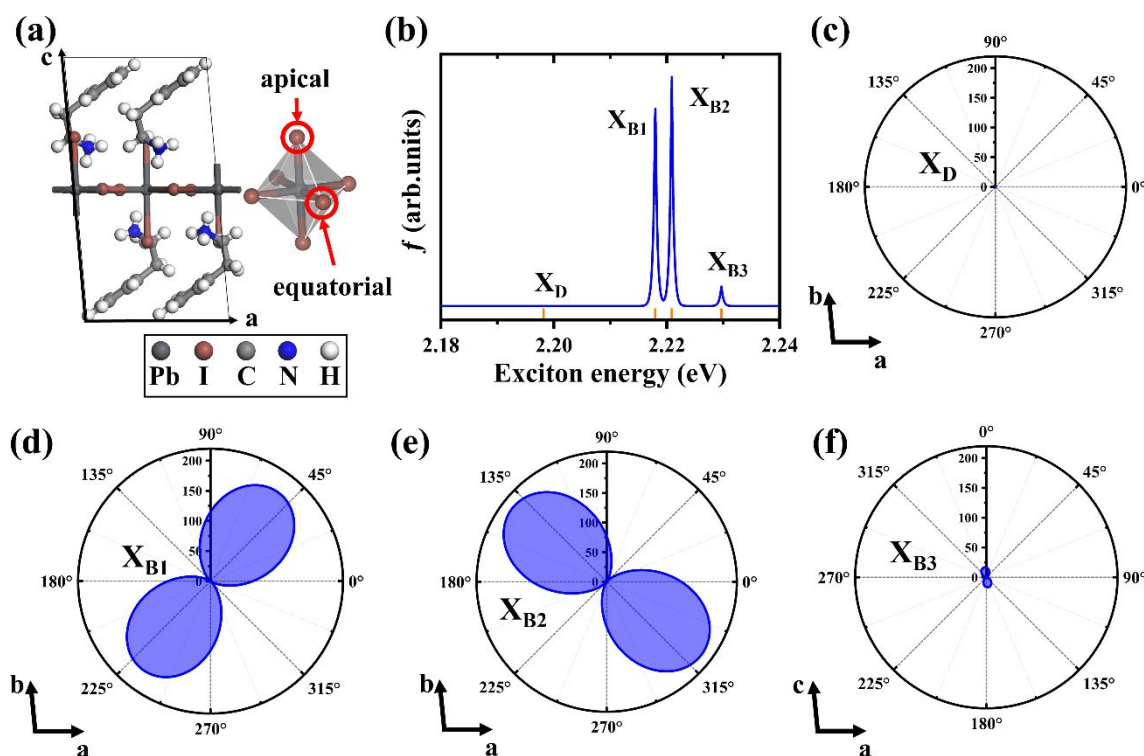 (a)
c
apical
equatorial
a
Pb I C N H
(b)
f (arb.units)
X_D
X_B1
X_B2
X_B3
2.18 2.20 2.22 2.24
Exciton energy (eV)
(c)
90°
135° 45°
200
150
100
50
0
X_D
180° 0°
225° 315°
270°
b
a
(d)
90°
135° 45°
200
150
100
50
0
X_B1
180° 0°
225° 315°
270°
b
a
(e)
90°
135° 45°
200
150
100
50
0
X_B2
180° 0°
225° 315°
270°
b
a
(f)
0°
315° 45°
200
150
100
50
0
X_B3
270° 90°
225° 135°
180°
c
a